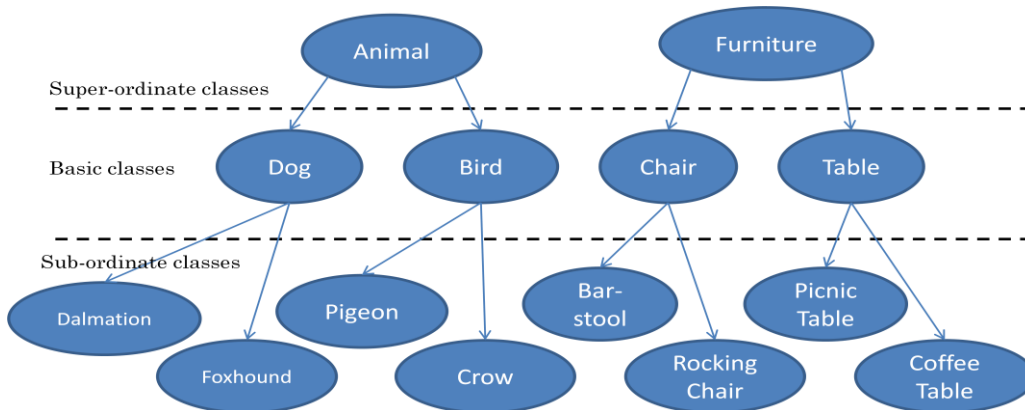 Animal
Furniture
Super-ordinate classes
Basic classes
Dog
Bird
Chair
Table
Sub-ordinate classes
Dalmation
Pigeon
Bar-
stool
Picnic
Table
Foxhound
Crow
Rocking
Chair
Coffee
Table